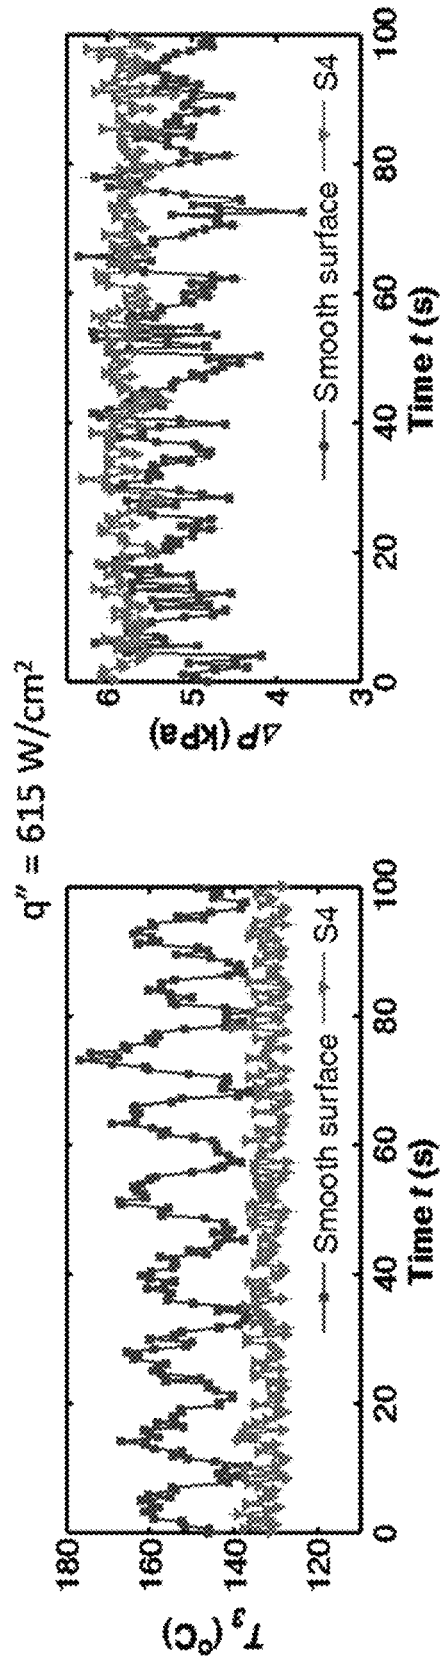 q″ = 615 W/cm²
T₃ (°C)
180
160
140
120
0
20
40
60
80
100
Smooth surface
S4
Time t (s)
ΔP (kPa)
6
5
4
3
0
20
40
60
80
100
Smooth surface
S4
Time t (s)